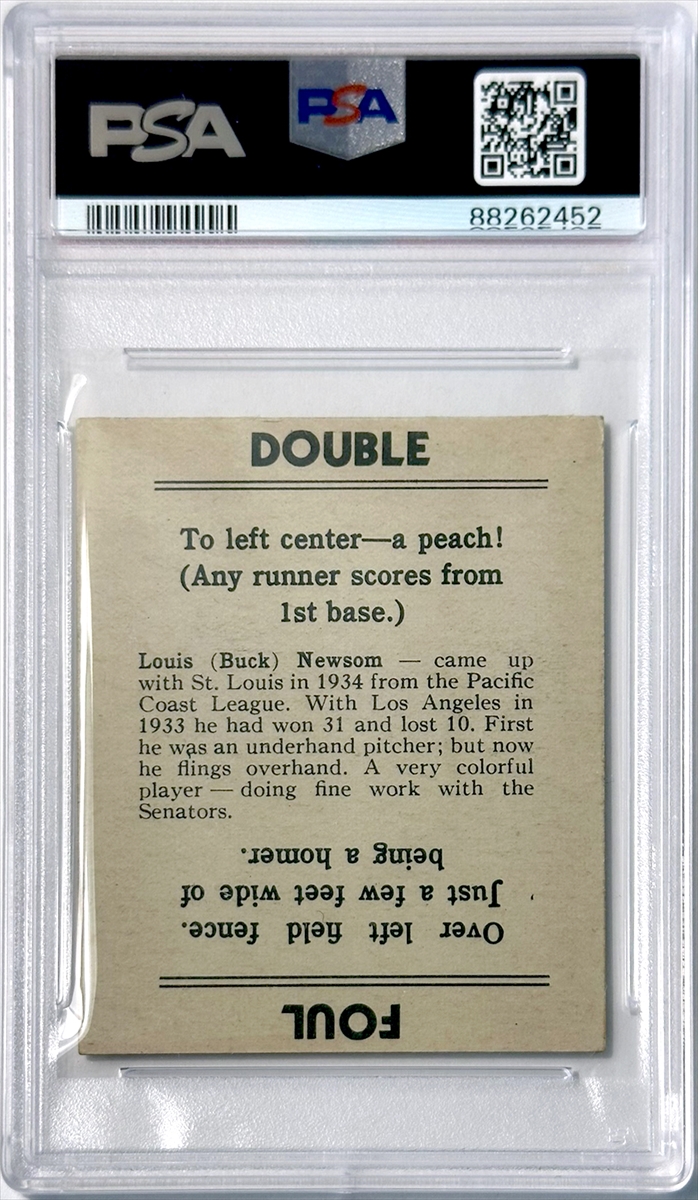 PSA
PSA
88262452
DOUBLE
To left center—a peach!
(Any runner scores from
1st base.)
Louis (Buck) Newsom — came up
with St. Louis in 1934 from the Pacific
Coast League. With Los Angeles in
1933 he had won 31 and lost 10. First
he was an underhand pitcher; but now
he flings overhand. A very colorful
player — doing fine work with the
Senators.
FOUL
Over left field fence.
Just a few feet wide of
being a homer.